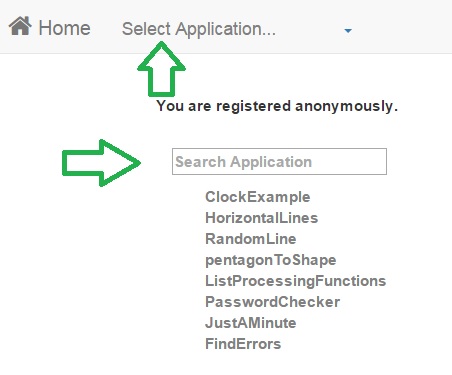 Home Select Application...
You are registered anonymously.
Search Application
ClockExample
HorizontalLines
RandomLine
pentagonToShape
ListProcessingFunctions
PasswordChecker
JustAMinute
FindErrors